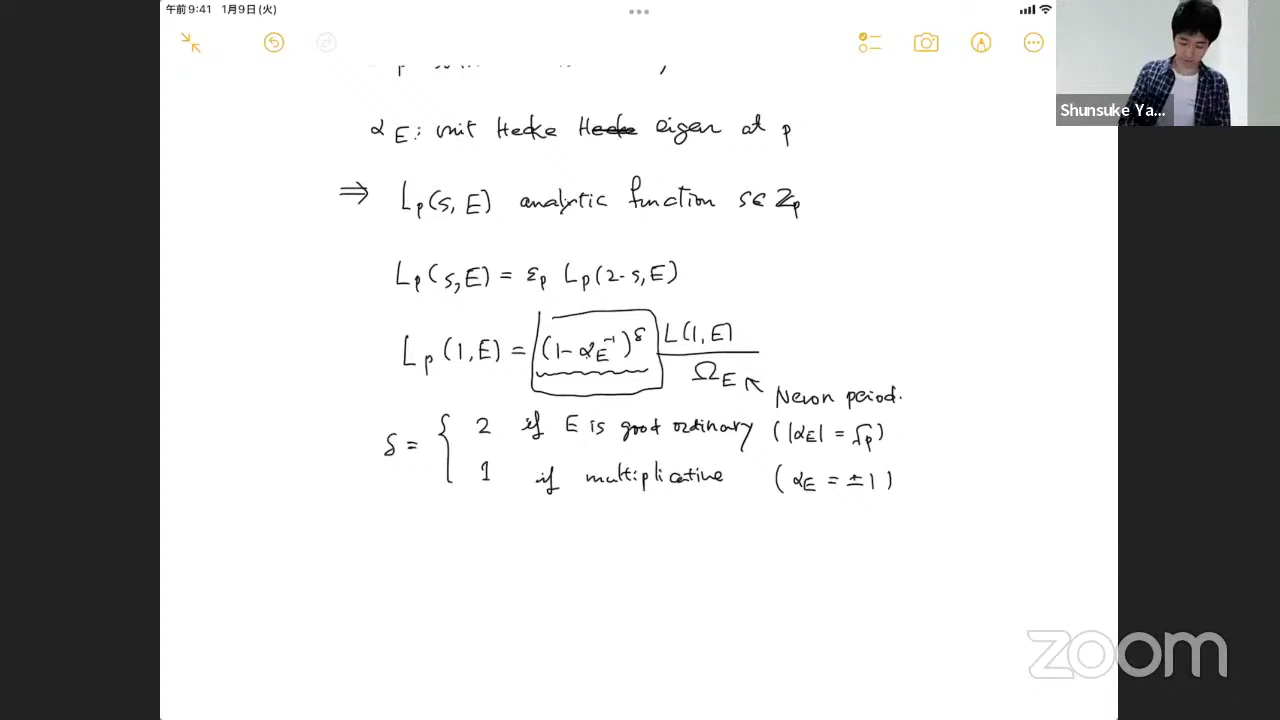 午前9:41 1月9日(火)
Shunsuke Ya...
α_E: unit Hecke eigen at p
⇒ L_p(s, E) analytic function s∈ Z_p
L_p(s, E) = ε_p L_p(2-s, E)
L_p(1, E) = (1-α_E^{-1})^δ L(1, E) / Ω_E ↖ Neron period.
δ = { 2 if E is good ordinary (|α_E| = √p)
1 if multiplicative (α_E = ±1)
zoom